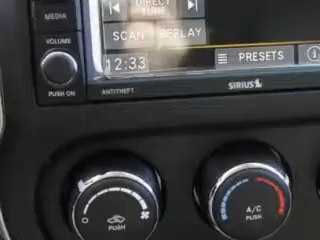 MEDIA
DIRECT
TUNE
VOLUME
SCAN REPLAY
12:33
PRESETS i
PUSH ON
ANTITHEFT
SIRIUS
A/C
PUSH
PUSH